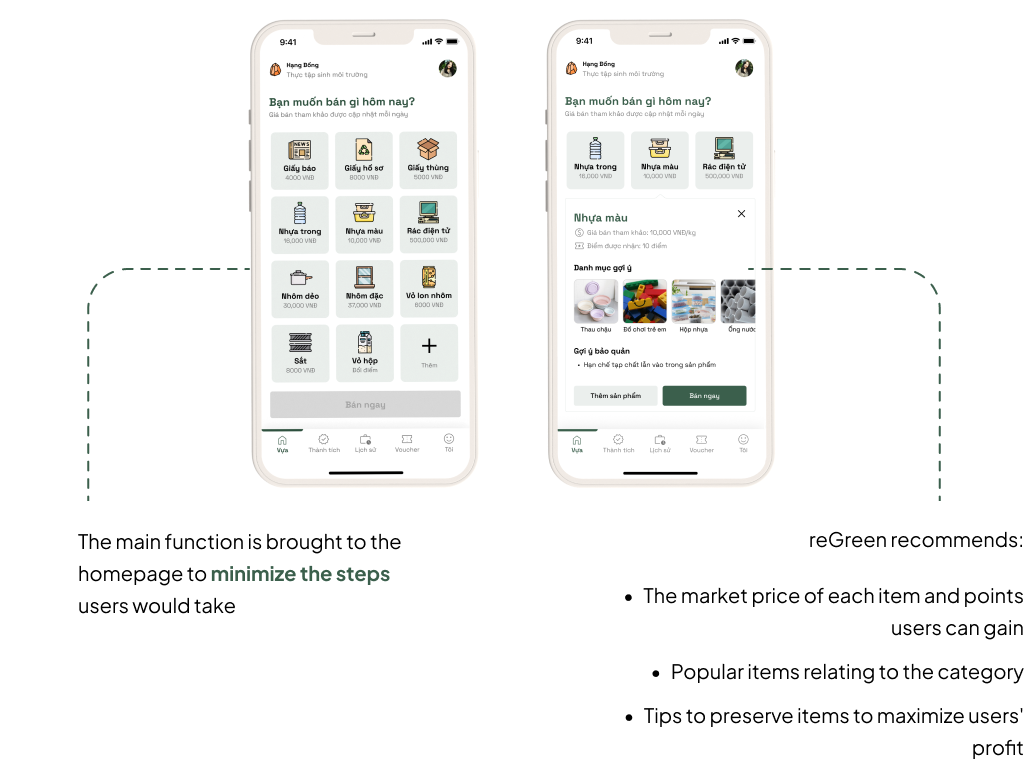 9:41
Hạng Đồng
Thực tập sinh môi trường
Bạn muốn bán gì hôm nay?
Giá bán tham khảo được cập nhật mỗi ngày
NEWS
Giấy báo
4000 VNĐ
Giấy hồ sơ
8000 VNĐ
Giấy thùng
5000 VNĐ
Nhựa trong
16,000 VNĐ
Nhựa màu
10,000 VNĐ
Rác điện tử
500,000 VNĐ
Nhôm dẻo
30,000 VNĐ
Nhôm đặc
37,000 VNĐ
Vỏ lon nhôm
6000 VNĐ
Sắt
8000 VNĐ
Vỏ hộp
Đổi điểm
Thêm
Bán ngay
Vựa
Thành tích
Lịch sử
Voucher
Tôi
9:41
Hạng Đồng
Thực tập sinh môi trường
Bạn muốn bán gì hôm nay?
Giá bán tham khảo được cập nhật mỗi ngày
Nhựa trong
16,000 VNĐ
Nhựa màu
10,000 VNĐ
Rác điện tử
500,000 VNĐ
Nhựa màu
Giá bán tham khảo: 10,000 VNĐ/kg
Điểm được nhận: 10 điểm
Danh mục gợi ý
Thau chậu
Đồ chơi trẻ em
Hộp nhựa
Ống nước
Gợi ý bảo quản
• Hạn chế tạp chất lẫn vào trong sản phẩm
Thêm sản phẩm
Bán ngay
Vựa
Thành tích
Lịch sử
Voucher
Tôi
The main function is brought to the
homepage to minimize the steps
users would take
reGreen recommends:
• The market price of each item and points
users can gain
• Popular items relating to the category
• Tips to preserve items to maximize users'
profit